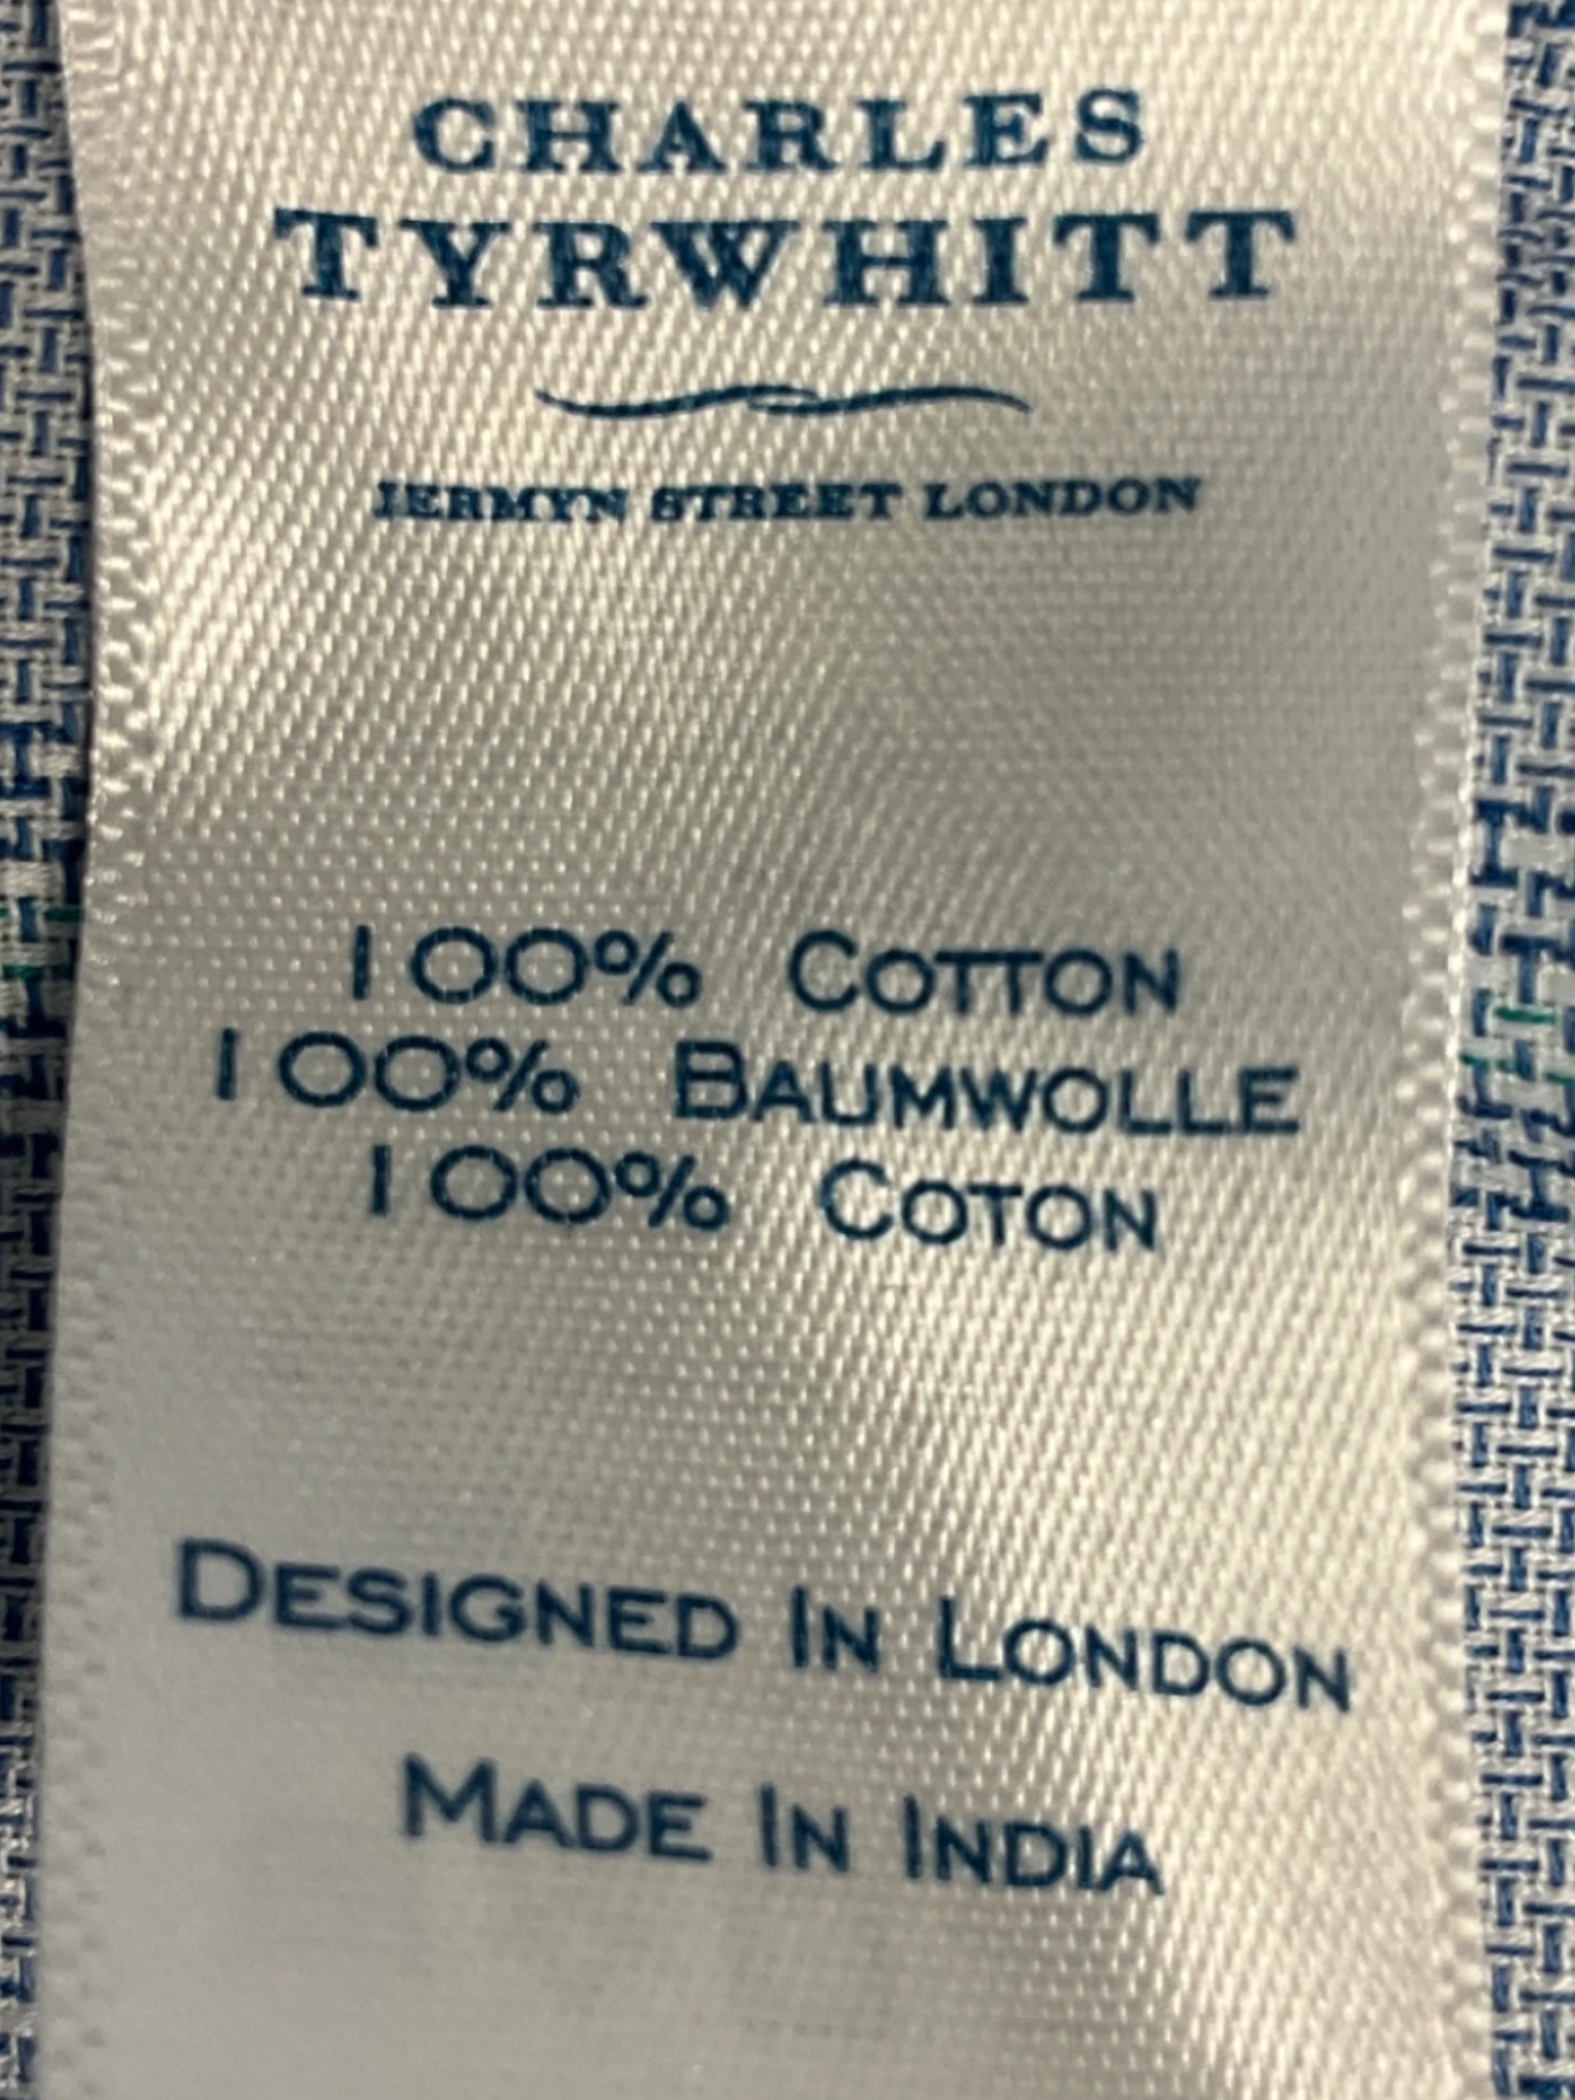 CHARLES
TYRWHITT
JERMYN STREET LONDON
100% COTTON
100% BAUMWOLLE
100% COTON
DESIGNED IN LONDON
MADE IN INDIA